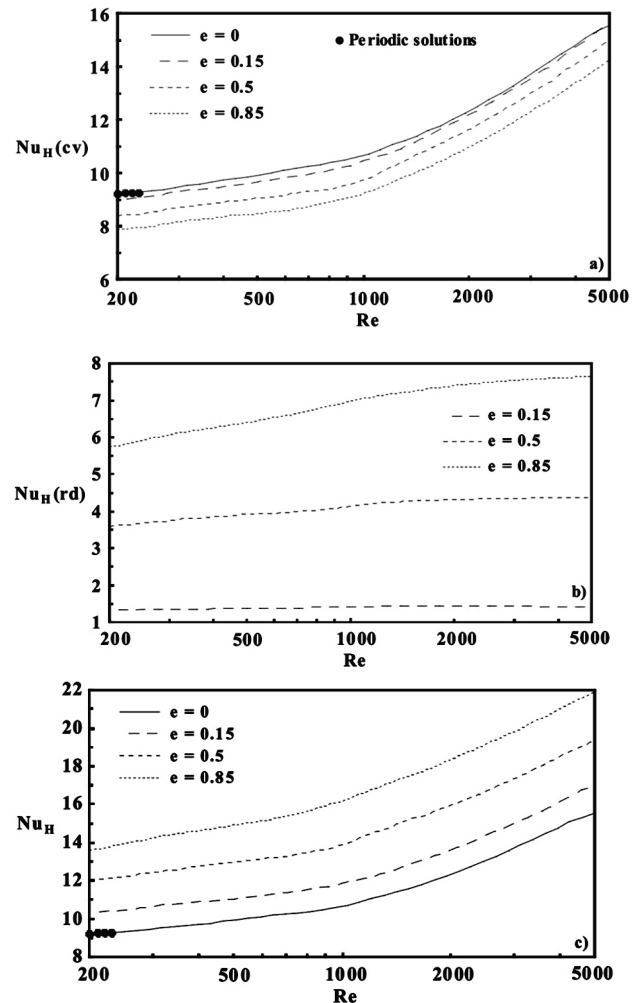 16
e = 0
● Periodic solutions
e = 0.15
14
e = 0.5
e = 0.85
12
Nu_H (cv)
10
8
6
a)
200 500 1000 2000 5000
Re
8
7
e = 0.15
6
e = 0.5
e = 0.85
5
Nu_H (rd)
4
3
2
b)
1
200 500 1000 2000 5000
Re
22
e = 0
20
e = 0.15
e = 0.5
18
e = 0.85
16
Nu_H
14
12
10
8
c)
200 500 1000 2000 5000
Re